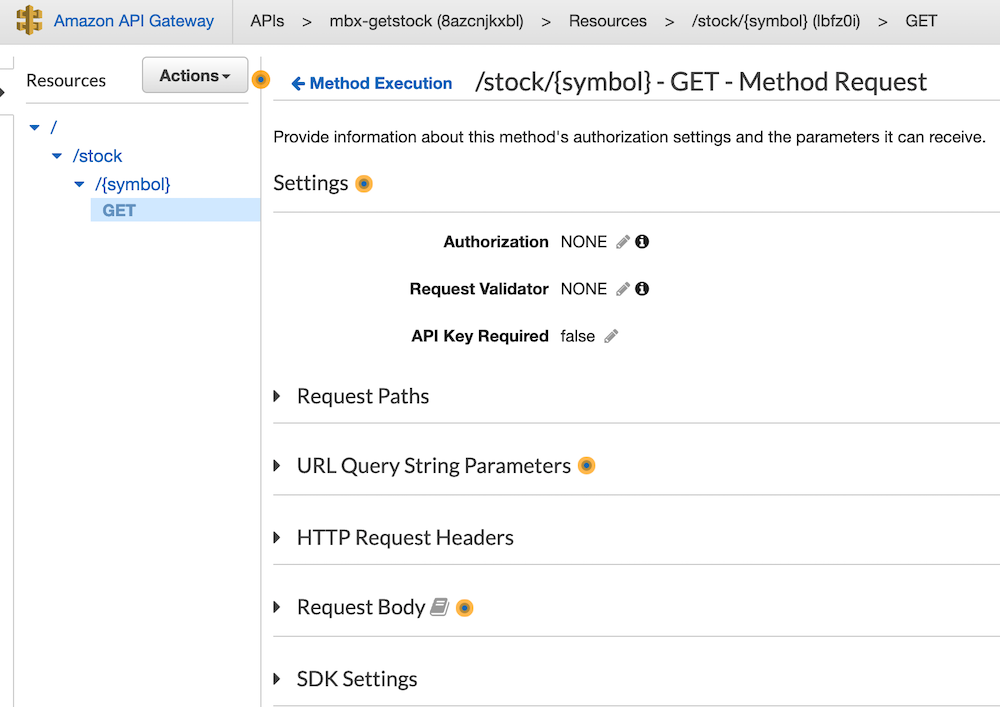 Amazon API Gateway APIs > mbx-getstock (8azcnjkxbl) > Resources > /stock/{symbol} (lbfz0i) > GET
Resources Actions
Method Execution /stock/{symbol} - GET - Method Request
Provide information about this method's authorization settings and the parameters it can receive.
/
/stock
/{symbol}
GET
Settings
Authorization NONE
Request Validator NONE
API Key Required false
Request Paths
URL Query String Parameters
HTTP Request Headers
Request Body
SDK Settings